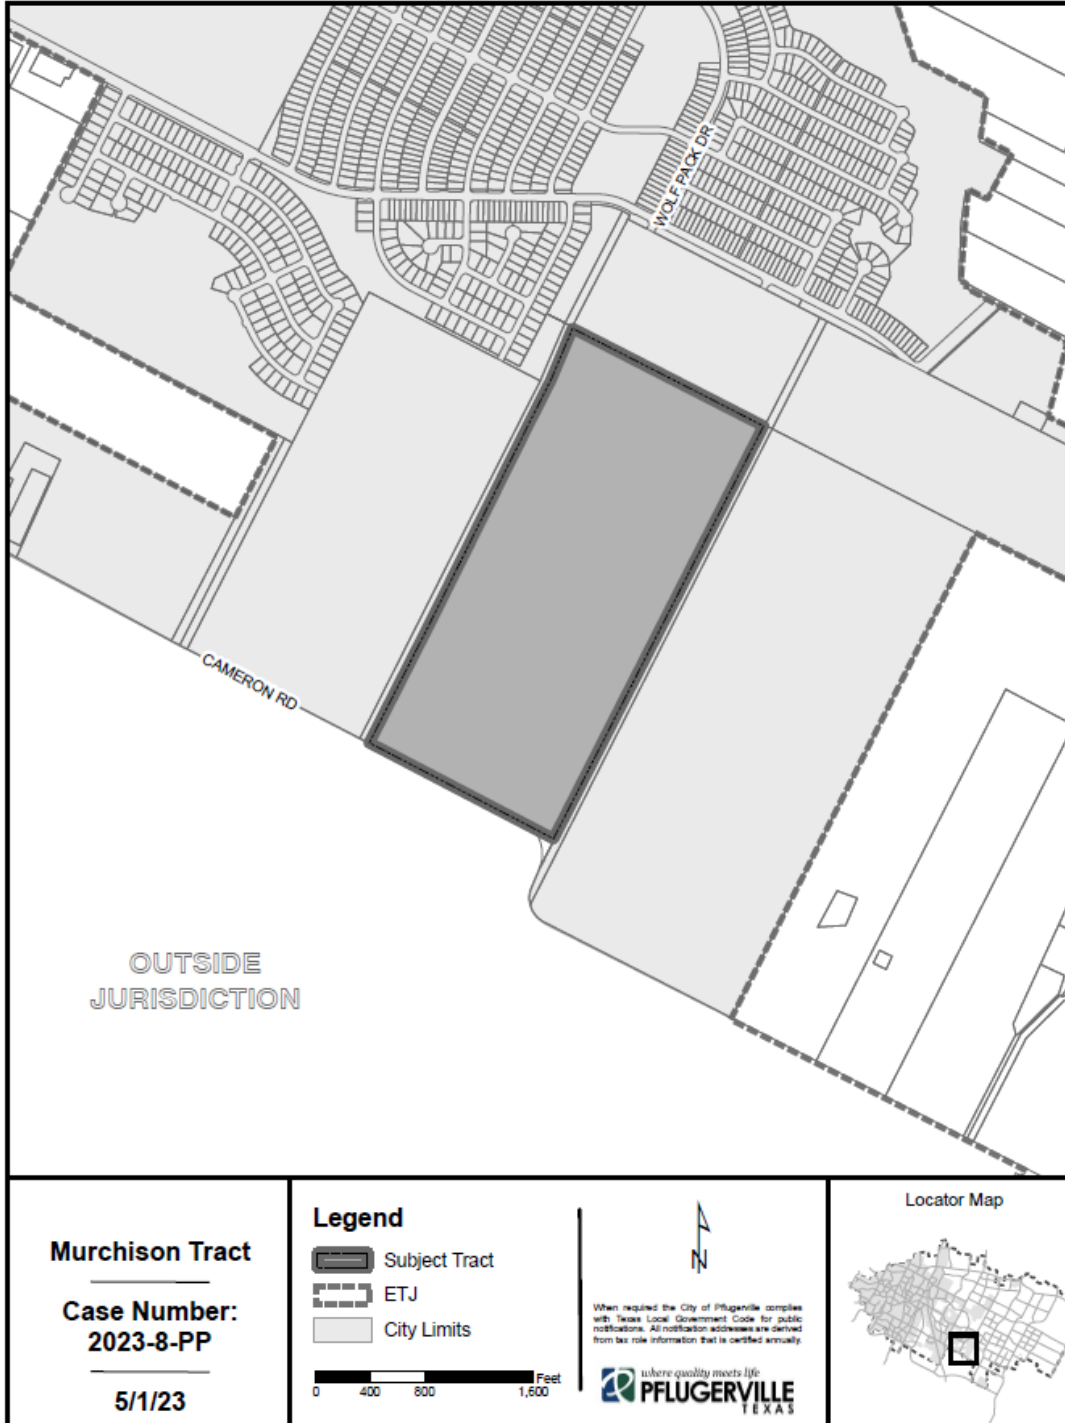 WOLF PACK DR
CAMERON RD
OUTSIDE
JURISDICTION
Murchison Tract
Case Number:
2023-8-PP
5/1/23
Legend
Subject Tract
ETJ
City Limits
0 400 800 1,600 Feet
N
When required the City of Pflugerville complies
with Texas Local Government Code for public
notifications. All notification addresses are derived
from tax role information that is certified annually.
where quality meets life
PFLUGERVILLE
TEXAS
Locator Map